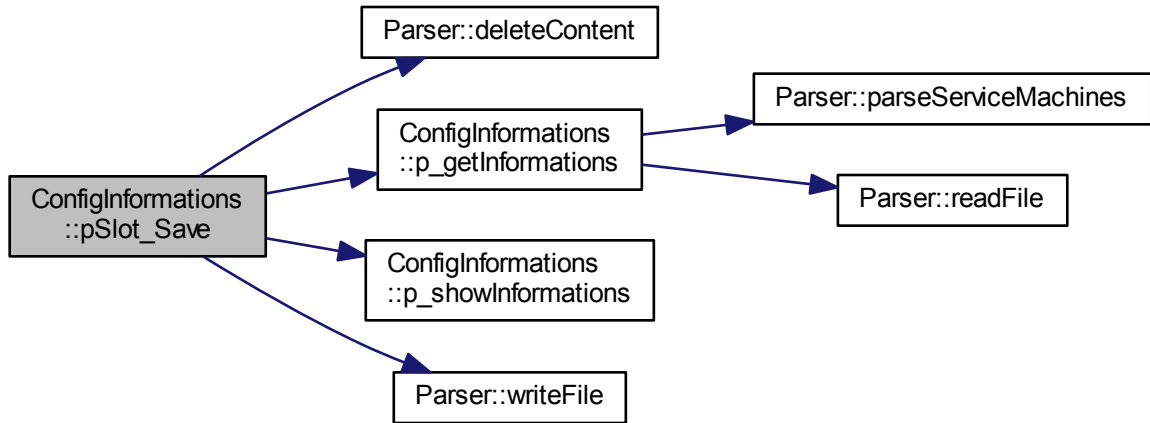 Parser::deleteContent
Parser::parseServiceMachines
ConfigInformations
::p_getInformations
ConfigInformations
::pSlot_Save
Parser::readFile
ConfigInformations
::p_showInformations
Parser::writeFile